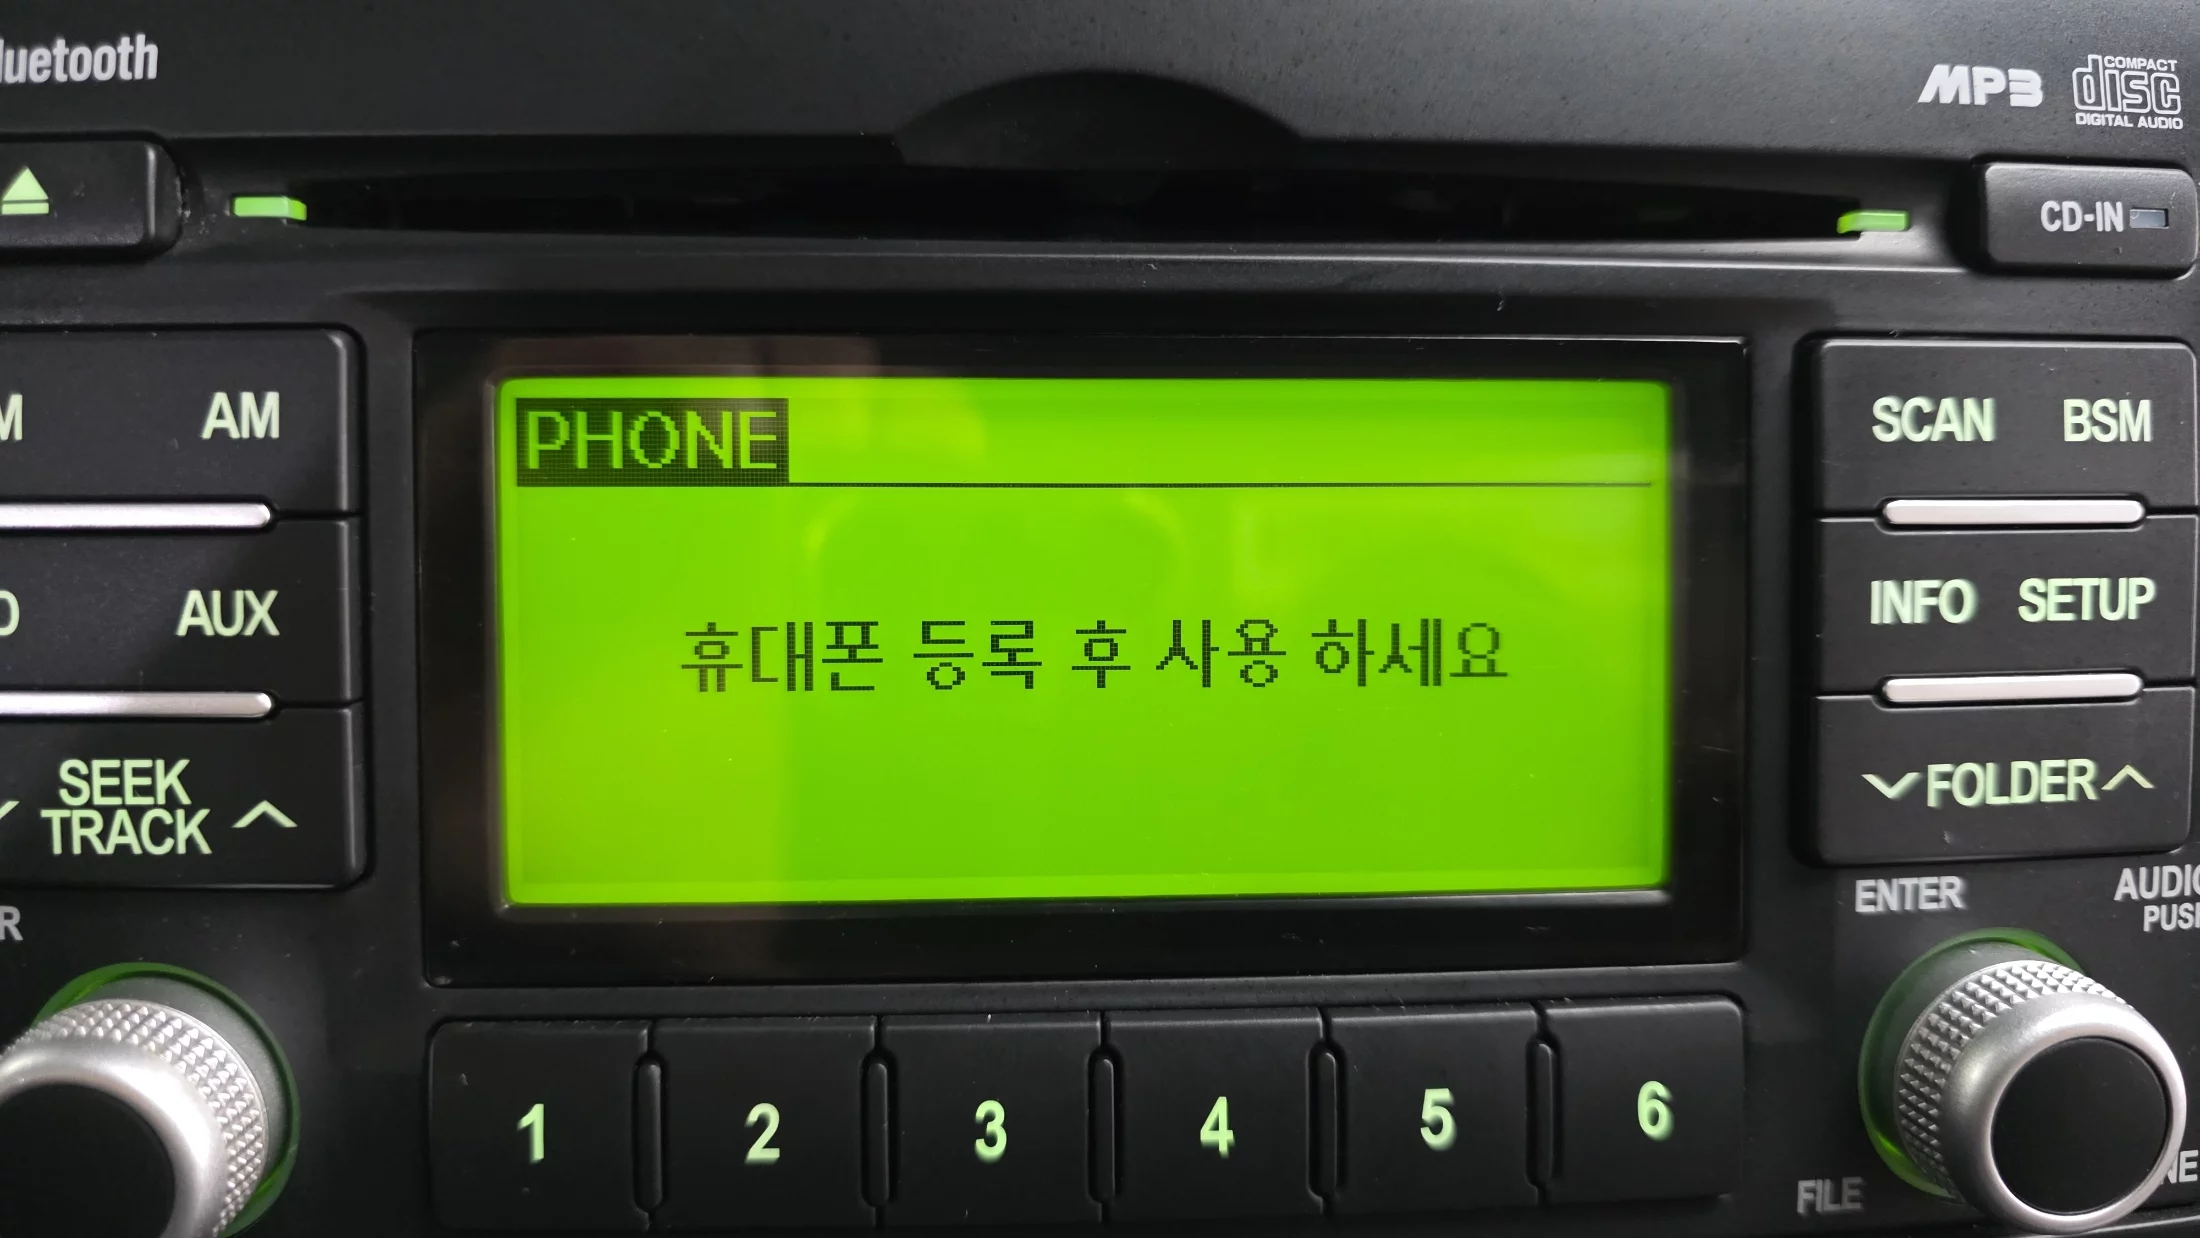 MP3
COMPACT
disc
DIGITAL AUDIO
CD-IN
AM
SCAN BSM
PHONE
AUX
INFO SETUP
휴대폰 등록 후 사용 하세요
SEEK
TRACK
FOLDER
ENTER
1 2 3 4 5 6
FILE